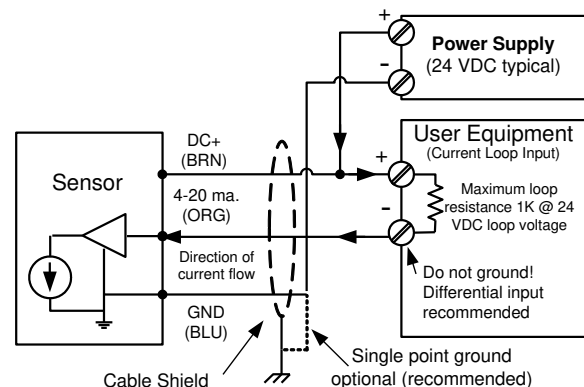 +
Power Supply
(24 VDC typical)
-
DC+
(BRN)
Sensor
4-20 ma.
(ORG)
Direction of
current flow
GND
(BLU)
User Equipment
(Current Loop Input)
+
Maximum loop
resistance 1K @ 24
VDC loop voltage
-
Do not ground!
Differential input
recommended
Cable Shield
Single point ground
optional (recommended)